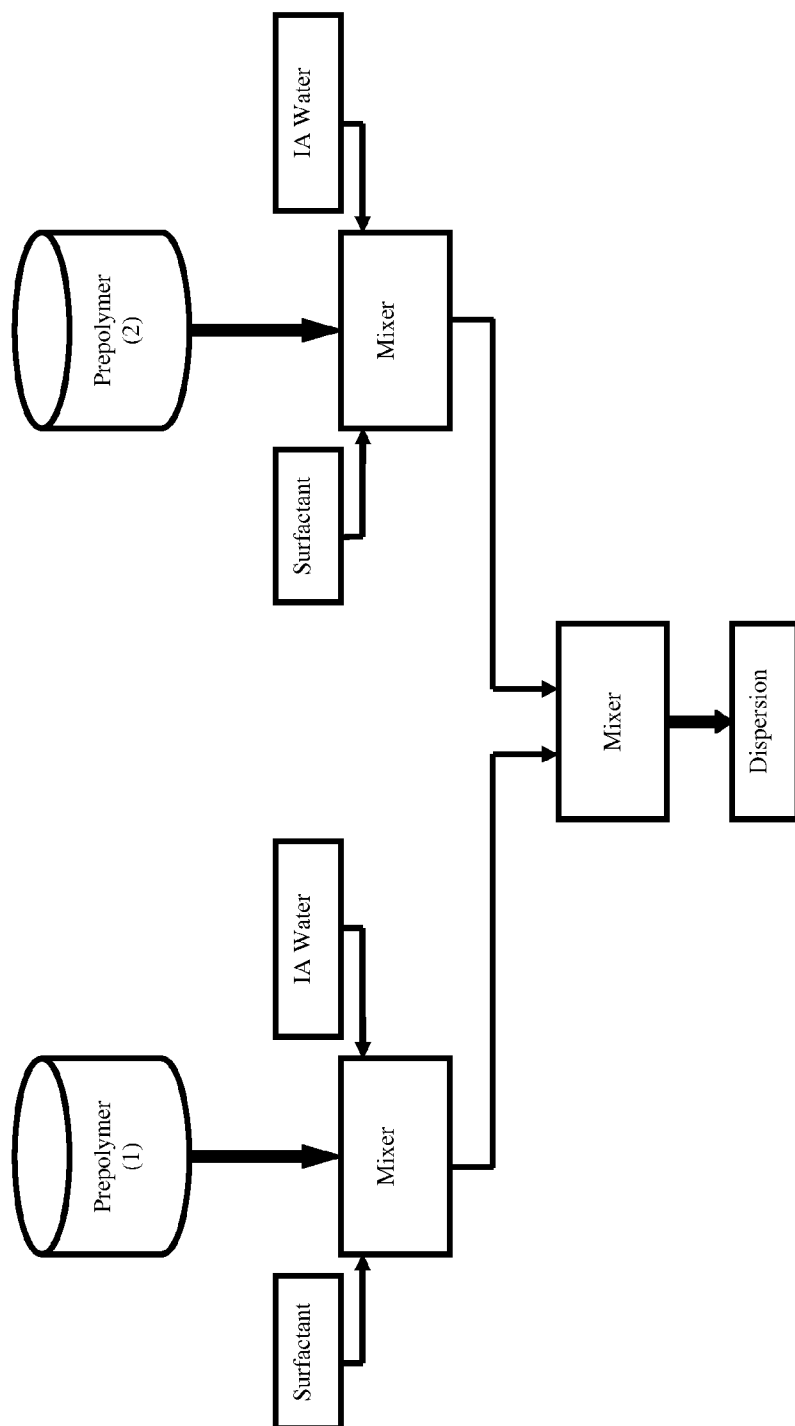 Prepolymer
(1)
Prepolymer
(2)
Surfactant
IA Water
Surfactant
IA Water
Mixer
Mixer
Mixer
Dispersion